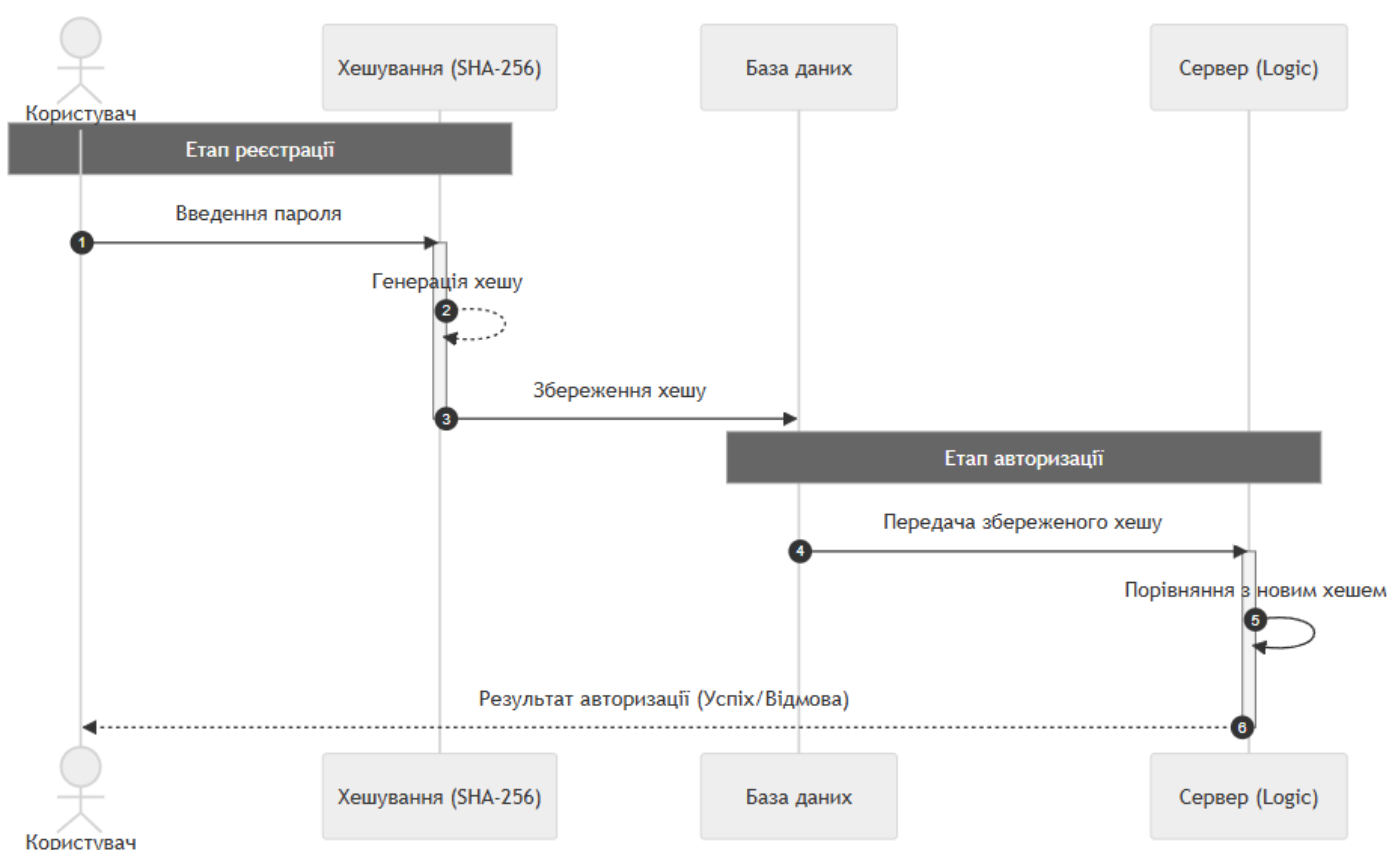 Хешування (SHA-256)
База даних
Сервер (Logic)
Користувач
Етап реєстрації
Введення пароля
1
Генерація хешу
2
Збереження хешу
3
Етап авторизації
Передача збереженого хешу
4
Порівняння з новим хешем
5
Результат авторизації (Успіх/Відмова)
6
Хешування (SHA-256)
База даних
Сервер (Logic)
Користувач